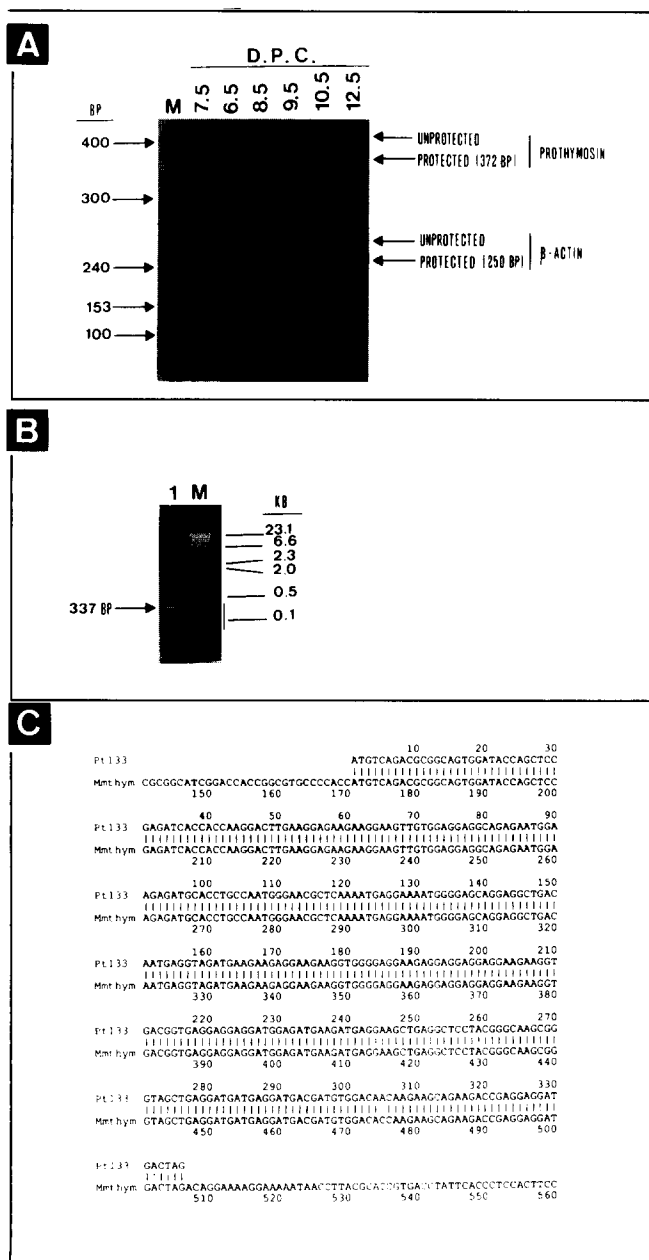 A
D.P.C.
M 7.5 6.5 8.5 9.5 10.5 12.5
BP
400
300
240
153
100
UNPROTECTED
PROTECTED (372 BP)
PROTHYMOSIN
UNPROTECTED
PROTECTED (250 BP)
β-ACTIN
B
1 M
KB
23.1
6.6
2.3
2.0
0.5
0.1
337 BP
C
10 20 30
Pt133 ATGTCAGACGCGGCAGTGGATACCAGCTCC
Mmthym CGCGGCATCGGACCACCGGCGTGCCCCACCATGTCAGACGCGGCAGTGGATACCAGCTCC
150 160 170 180 190 200
40 50 60 70 80 90
Pt133 GAGATCACCACCAAGGACTTGAAGGAGAAGAAGGAAGTTGTGGAGGAGGCAGAGAATGGA
Mmthym GAGATCACCACCAAGGACTTGAAGGAGAAGAAGGAAGTTGTGGAGGAGGCAGAGAATGGA
210 220 230 240 250 260
100 110 120 130 140 150
Pt133 AGAGATGCACCTGCCAATGGGAACGCTCAAAATGAGGAAAATGGGGAGCAGGAGGCTGAC
Mmthym AGAGATGCACCTGCCAATGGGAACGCTCAAAATGAGGAAAATGGGGAGCAGGAGGCTGAC
270 280 290 300 310 320
160 170 180 190 200 210
Pt133 AATGAGGTAGATGAAGAAGAGGAAGAAGGTGGGGAGGAAGAGGAGGAGGAGGAAGAAGGT
Mmthym AATGAGGTAGATGAAGAAGAGGAAGAAGGTGGGGAGGAAGAGGAGGAGGAGGAAGAAGGT
330 340 350 360 370 380
220 230 240 250 260 270
Pt133 GACGGTGAGGAGGAGGATGGAGATGAAGATGAGGAAGCTGAGGCTCCTACGGGCAAGCGG
Mmthym GACGGTGAGGAGGAGGATGGAGATGAAGATGAGGAAGCTGAGGCTCCTACGGGCAAGCGG
390 400 410 420 430 440
280 290 300 310 320 330
Pt133 GTAGCTGAGGATGATGAGGATGACGATGTGGACAACAAGAAGCAGAAGACCGAGGAGGAT
Mmthym GTAGCTGAGGATGATGAGGATGACGATGTGGACACCAAGAAGCAGAAGACCGAGGAGGAT
450 460 470 480 490 500
Pt133 GACTAG
Mmthym GACTAGACAGGAAAAGGAAAAATAACCTTACGCACCGTGACCTATTCACCCTCCACTTCC
510 520 530 540 550 560